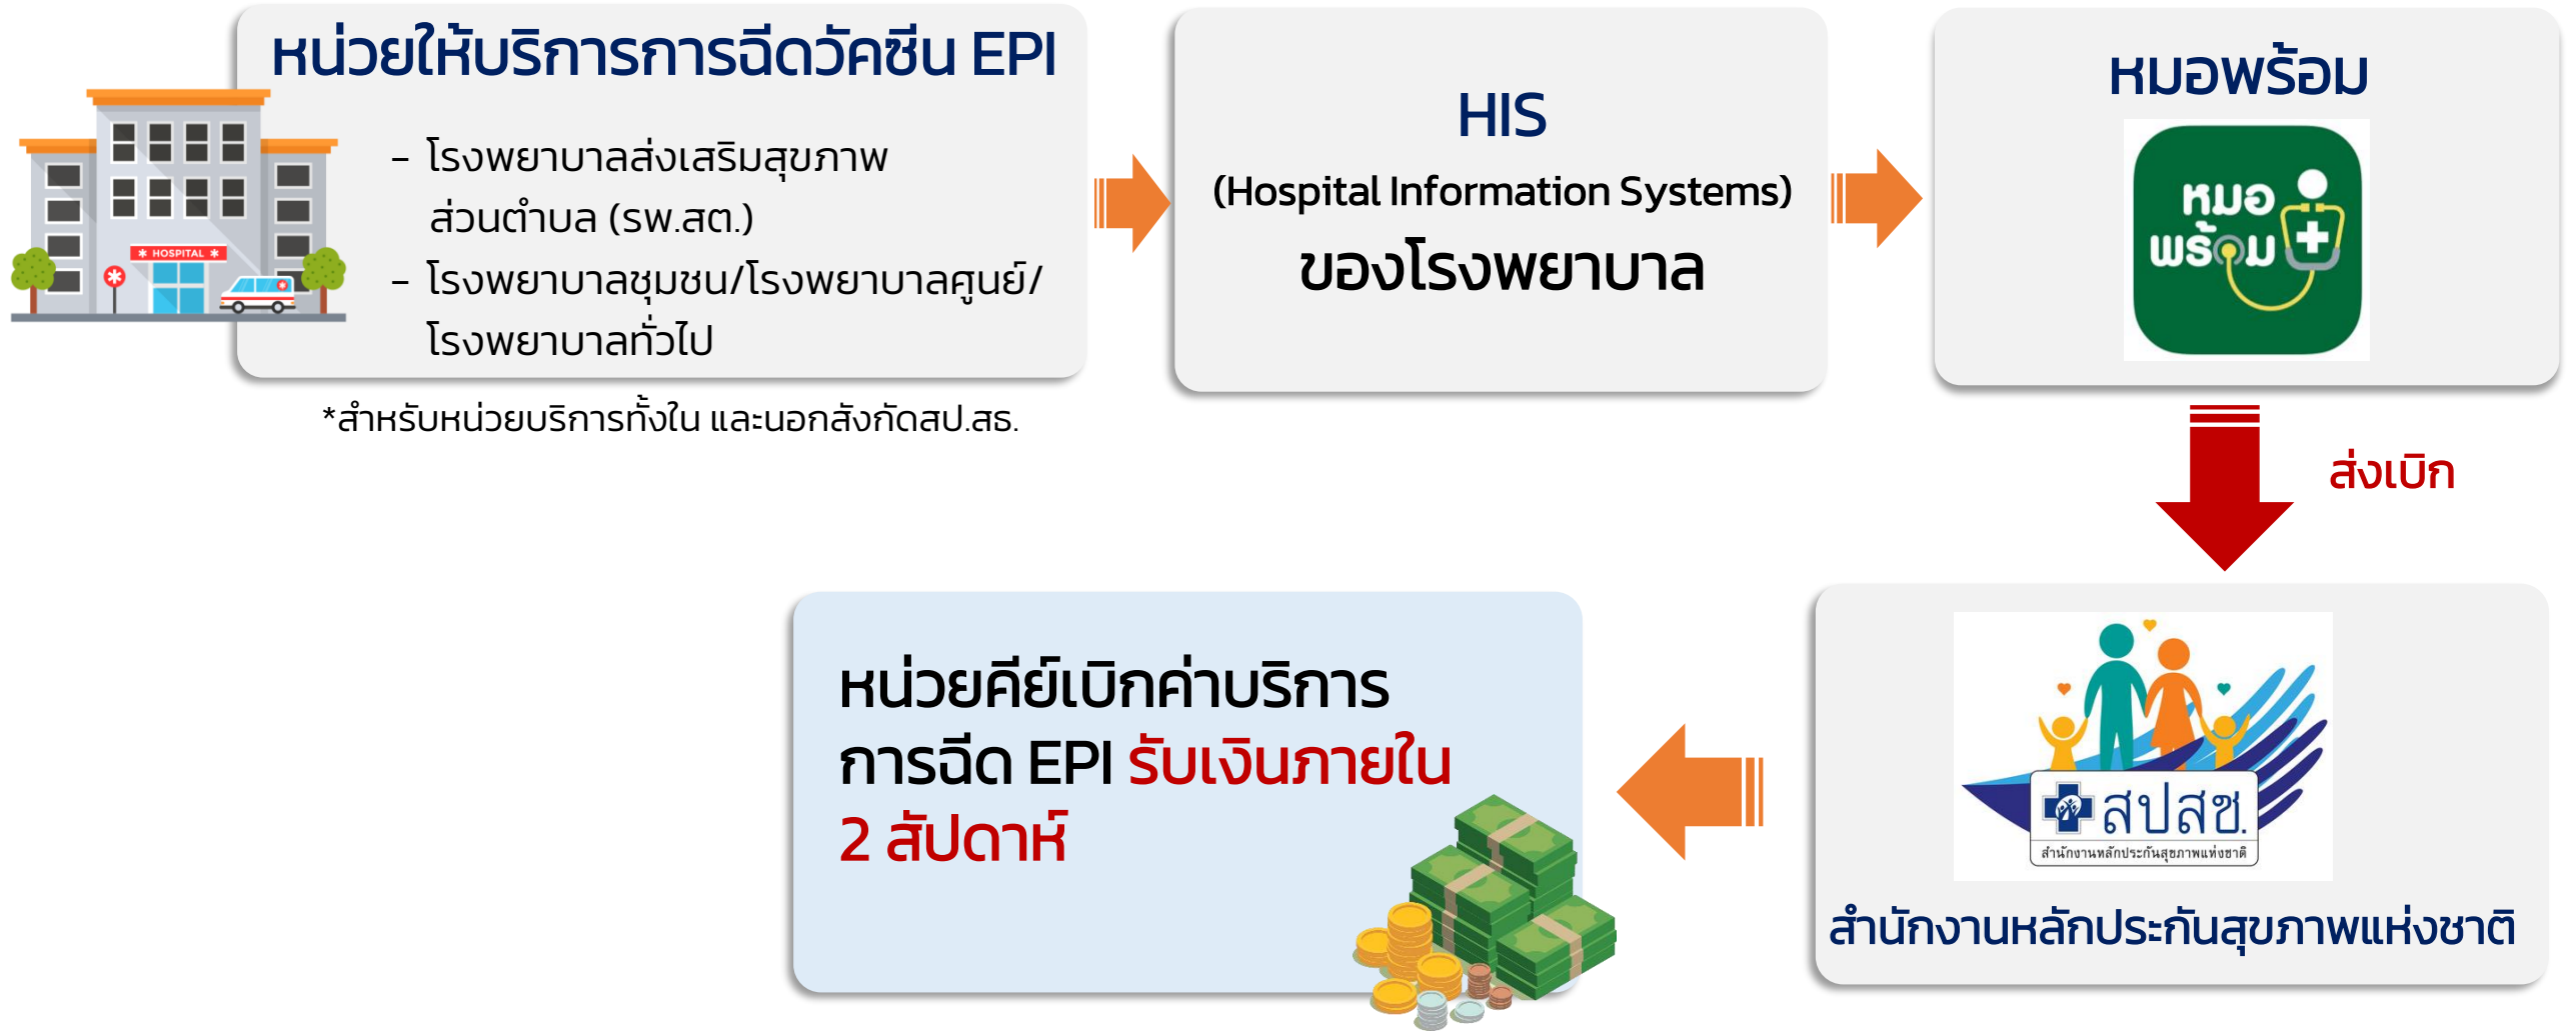 หน่วยให้บริการการฉีดวัคซีน EPI
- โรงพยาบาลส่งเสริมสุขภาพ
ส่วนตำบล (รพ.สต.)
- โรงพยาบาลชุมชน/โรงพยาบาลศูนย์/
โรงพยาบาลทั่วไป
* HOSPITAL *
*สำหรับหน่วยบริการทั้งใน และนอกสังกัดสป.สธ.
HIS
(Hospital Information Systems)
ของโรงพยาบาล
หมอพร้อม
หมอ
พร้อม
ส่งเบิก
สปสช.
สำนักงานหลักประกันสุขภาพแห่งชาติ
สำนักงานหลักประกันสุขภาพแห่งชาติ
หน่วยคีย์เบิกค่าบริการ
การฉีด EPI รับเงินภายใน
2 สัปดาห์